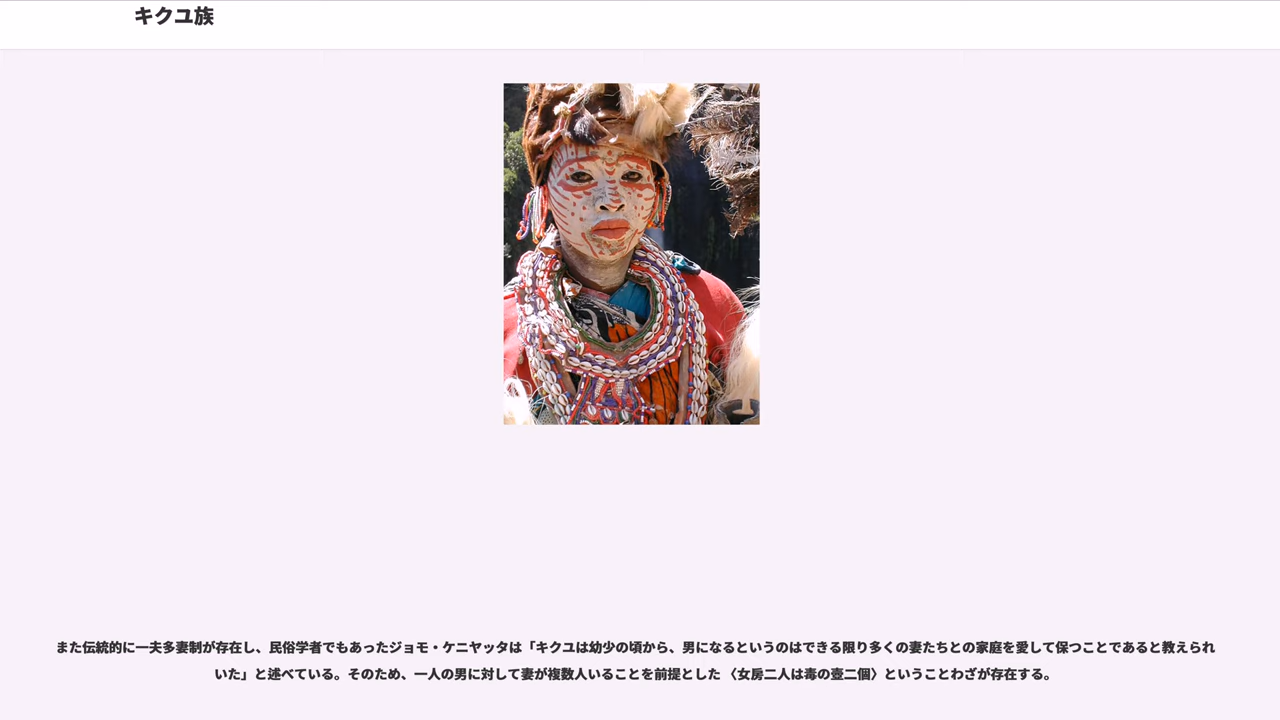 キクユ族
また伝統的に一夫多妻制が存在し、民俗学者でもあったジョモ・ケニヤッタは「キクユは幼少の頃から、男になるというのはできる限り多くの妻たちとの家庭を愛して保つことであると教えられ
いた」と述べている。そのため、一人の男に対して妻が複数人いることを前提とした 〈女房二人は毒の壺二個〉ということわざが存在する。